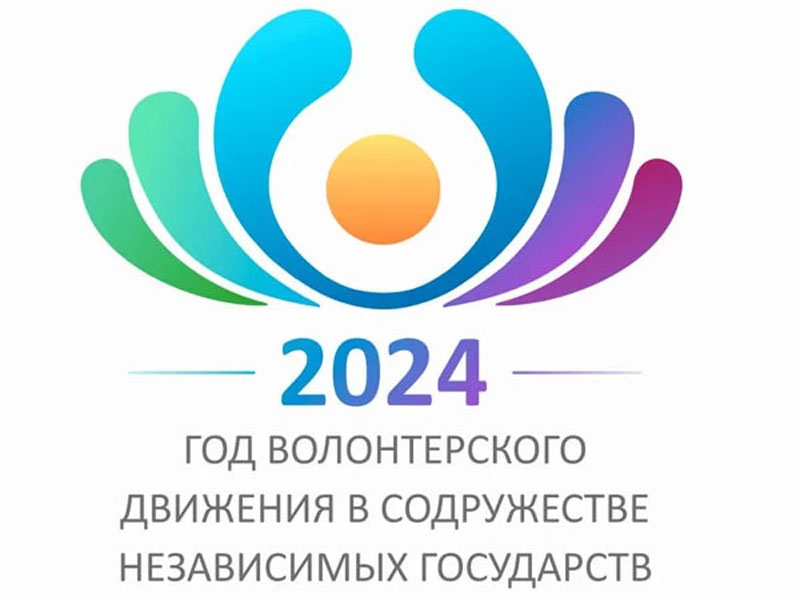 2024
ГОД ВОЛОНТЕРСКОГО
ДВИЖЕНИЯ В СОДРУЖЕСТВЕ
НЕЗАВИСИМЫХ ГОСУДАРСТВ